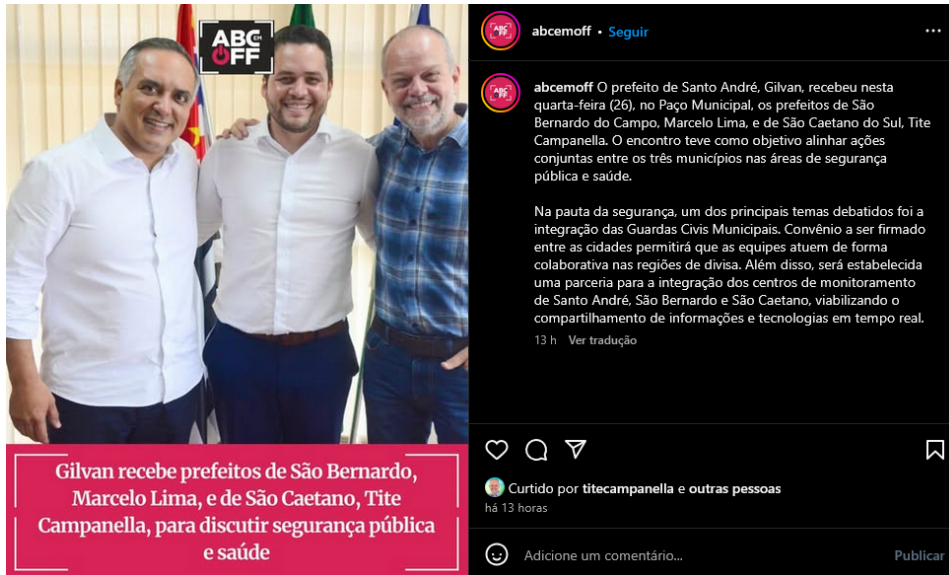 ABC
EM
OFF
Gilvan recebe prefeitos de São Bernardo,
Marcelo Lima, e de São Caetano, Tite
Campanella, para discutir segurança pública
e saúde
ABC
OFF
abcemoff • Seguir
ABC
OFF
abcemoff O prefeito de Santo André, Gilvan, recebeu nesta
quarta-feira (26), no Paço Municipal, os prefeitos de São
Bernardo do Campo, Marcelo Lima, e de São Caetano do Sul, Tite
Campanella. O encontro teve como objetivo alinhar ações
conjuntas entre os três municípios nas áreas de segurança
pública e saúde.
Na pauta da segurança, um dos principais temas debatidos foi a
integração das Guardas Civis Municipais. Convênio a ser firmado
entre as cidades permitirá que as equipes atuem de forma
colaborativa nas regiões de divisa. Além disso, será estabelecida
uma parceria para a integração dos centros de monitoramento
de Santo André, São Bernardo e São Caetano, viabilizando o
compartilhamento de informações e tecnologias em tempo real.
13 h Ver tradução
Curtido por titecampanella e outras pessoas
há 13 horas
Adicione um comentário... Publicar